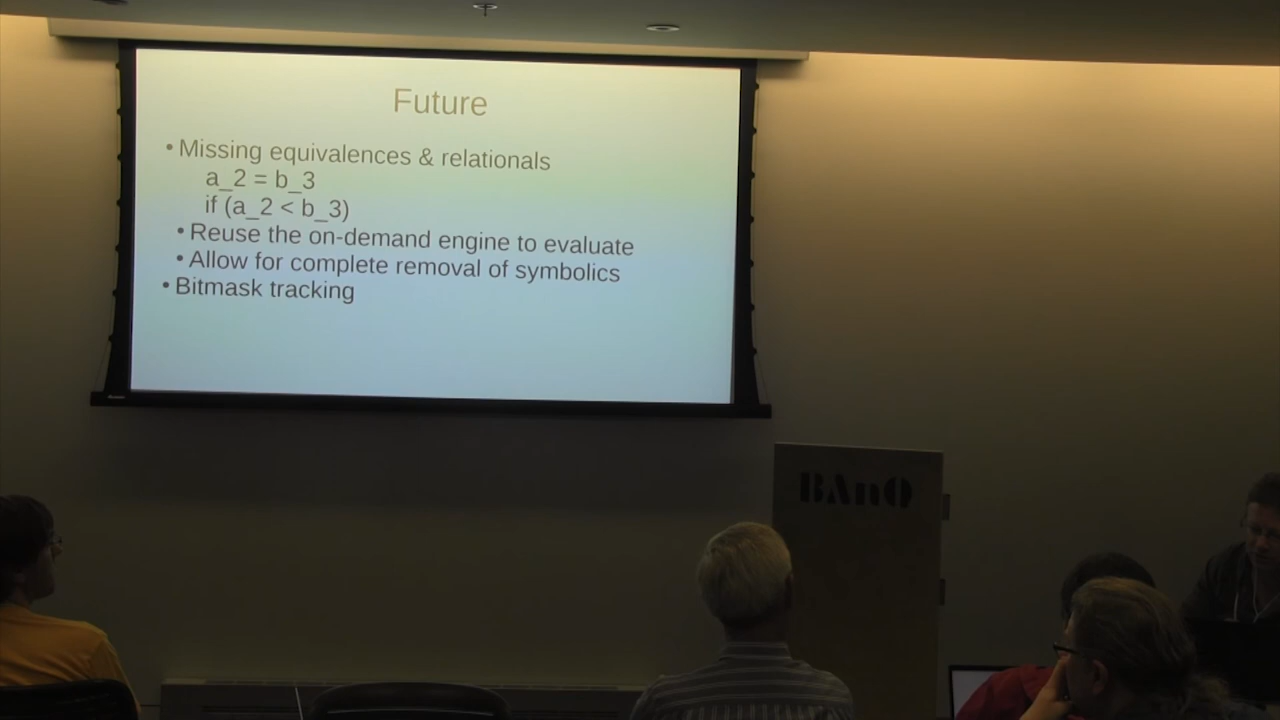 Future
• Missing equivalences & relationals
a_2 = b_3
if (a_2 < b_3)
• Reuse the on-demand engine to evaluate
• Allow for complete removal of symbolics
• Bitmask tracking
BAnQ